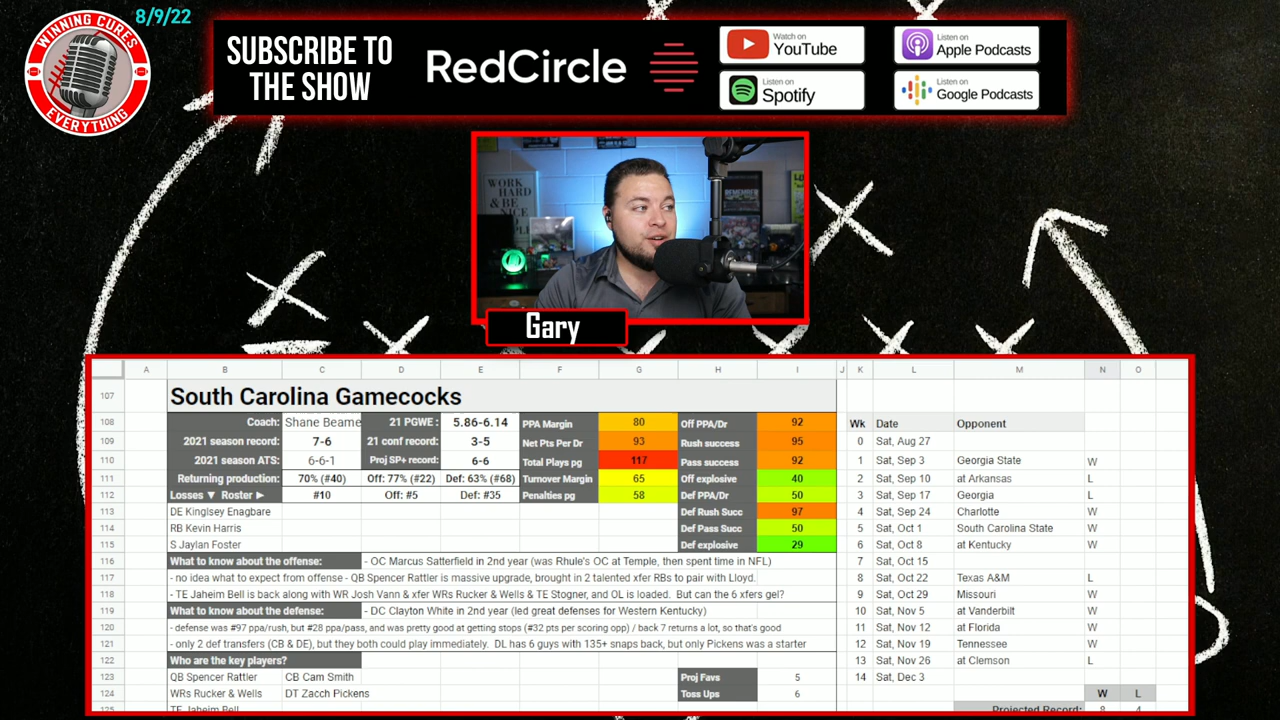 8/9/22
WINNING CURES
EVERYTHING
SUBSCRIBE TO
THE SHOW
RedCircle
Watch on
YouTube
Listen on
Apple Podcasts
Listen on
Spotify
Listen on
Google Podcasts
WORK
HARD
& BE
NICE
REMEMBER
Gary
A B C D E F G H I J K L M N O
107 South Carolina Gamecocks
108 Coach: Shane Beame 21 PGWE : 5.86-6.14 PPA Margin 80 Off PPA/Dr 92 Wk Date Opponent
109 2021 season record: 7-6 21 conf record: 3-5 Net Pts Per Dr 93 Rush success 95 0 Sat, Aug 27
110 2021 season ATS: 6-6-1 Proj SP+ record: 6-6 Total Plays pg 117 Pass success 92 1 Sat, Sep 3 Georgia State W
111 Returning production: 70% (#40) Off: 77% (#22) Def: 63% (#68) Turnover Margin 65 Off explosive 40 2 Sat, Sep 10 at Arkansas L
112 Losses ▼ Roster ► #10 Off: #5 Def: #35 Penalties pg 58 Def PPA/Dr 50 3 Sat, Sep 17 Georgia L
113 DE Kinglsey Enagbare Def Rush Succ 97 4 Sat, Sep 24 Charlotte W
114 RB Kevin Harris Def Pass Succ 50 5 Sat, Oct 1 South Carolina State W
115 S Jaylan Foster Def explosive 29 6 Sat, Oct 8 at Kentucky W
116 What to know about the offense: - OC Marcus Satterfield in 2nd year (was Rhule's OC at Temple, then spent time in NFL) 7 Sat, Oct 15
117 - no idea what to expect from offense - QB Spencer Rattler is massive upgrade, brought in 2 talented xfer RBs to pair with Lloyd. 8 Sat, Oct 22 Texas A&M L
118 - TE Jaheim Bell is back along with WR Josh Vann & xfer WRs Rucker & Wells & TE Stogner, and OL is loaded. But can the 6 xfers gel? 9 Sat, Oct 29 Missouri W
119 What to know about the defense: - DC Clayton White in 2nd year (led great defenses for Western Kentucky) 10 Sat, Nov 5 at Vanderbilt W
120 - defense was #97 ppa/rush, but #28 ppa/pass, and was pretty good at getting stops (#32 pts per scoring opp) / back 7 returns a lot, so that's good 11 Sat, Nov 12 at Florida W
121 - only 2 def transfers (CB & DE), but they both could play immediately. DL has 6 guys with 135+ snaps back, but only Pickens was a starter 12 Sat, Nov 19 Tennessee W
122 Who are the key players? 13 Sat, Nov 26 at Clemson L
123 QB Spencer Rattler CB Cam Smith Proj Favs 5 14 Sat, Dec 3
124 WRs Rucker & Wells DT Zacch Pickens Toss Ups 6 W L
125 TE Jaheim Bell Projected Record: 8 4